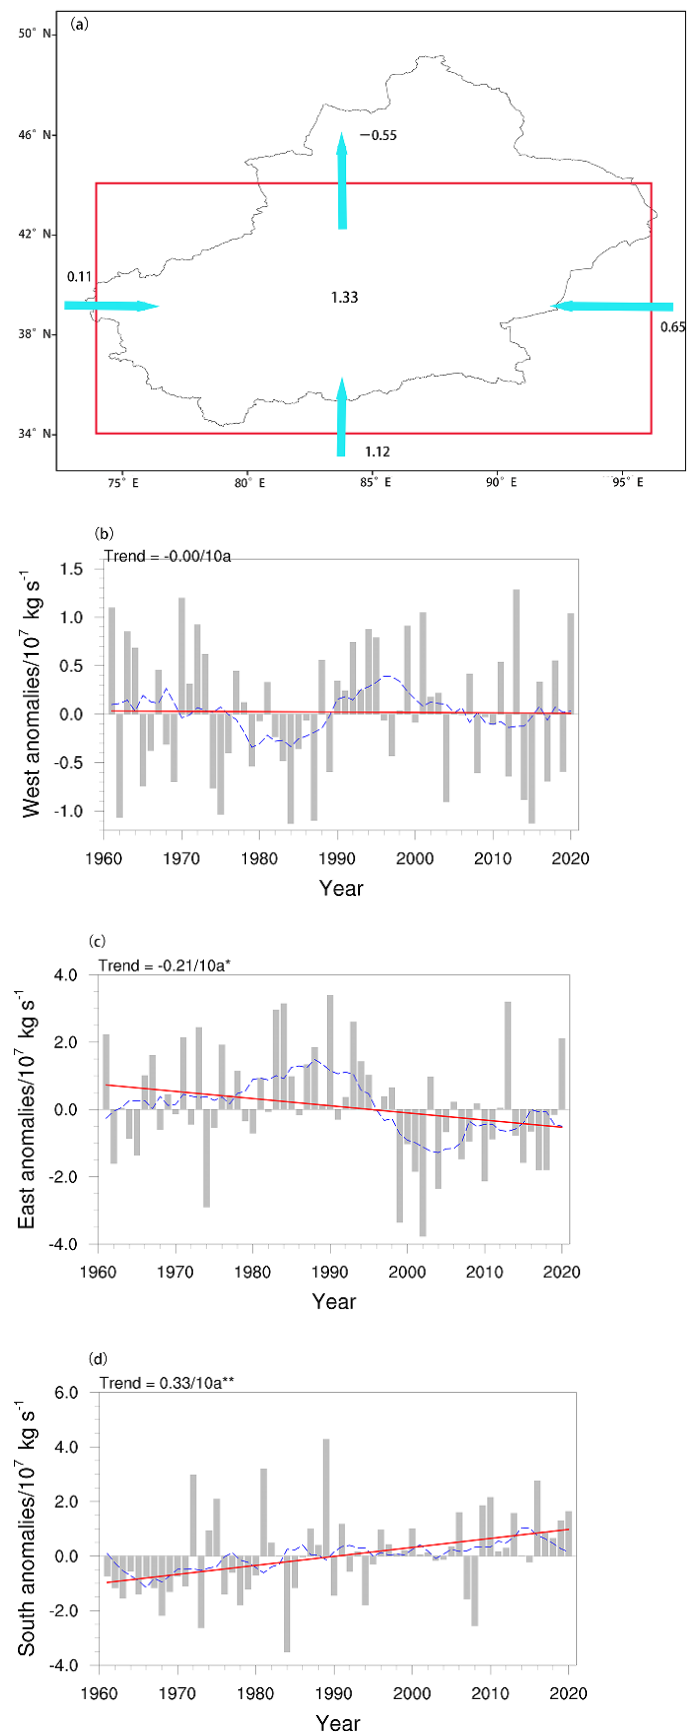 (a)
50° N
46° N
42° N
38° N
34° N
−0.55
0.11
1.33
0.65
1.12
75° E
80° E
85° E
90° E
95° E
(b)
Trend = -0.00/10a
West anomalies/10⁷ kg s⁻¹
1.5
1.0
0.5
0.0
-0.5
-1.0
1960 1970 1980 1990 2000 2010 2020
Year
(c)
Trend = -0.21/10a*
East anomalies/10⁷ kg s⁻¹
4.0
2.0
0.0
-2.0
-4.0
1960 1970 1980 1990 2000 2010 2020
Year
(d)
Trend = 0.33/10a**
South anomalies/10⁷ kg s⁻¹
6.0
4.0
2.0
0.0
-2.0
-4.0
1960 1970 1980 1990 2000 2010 2020
Year